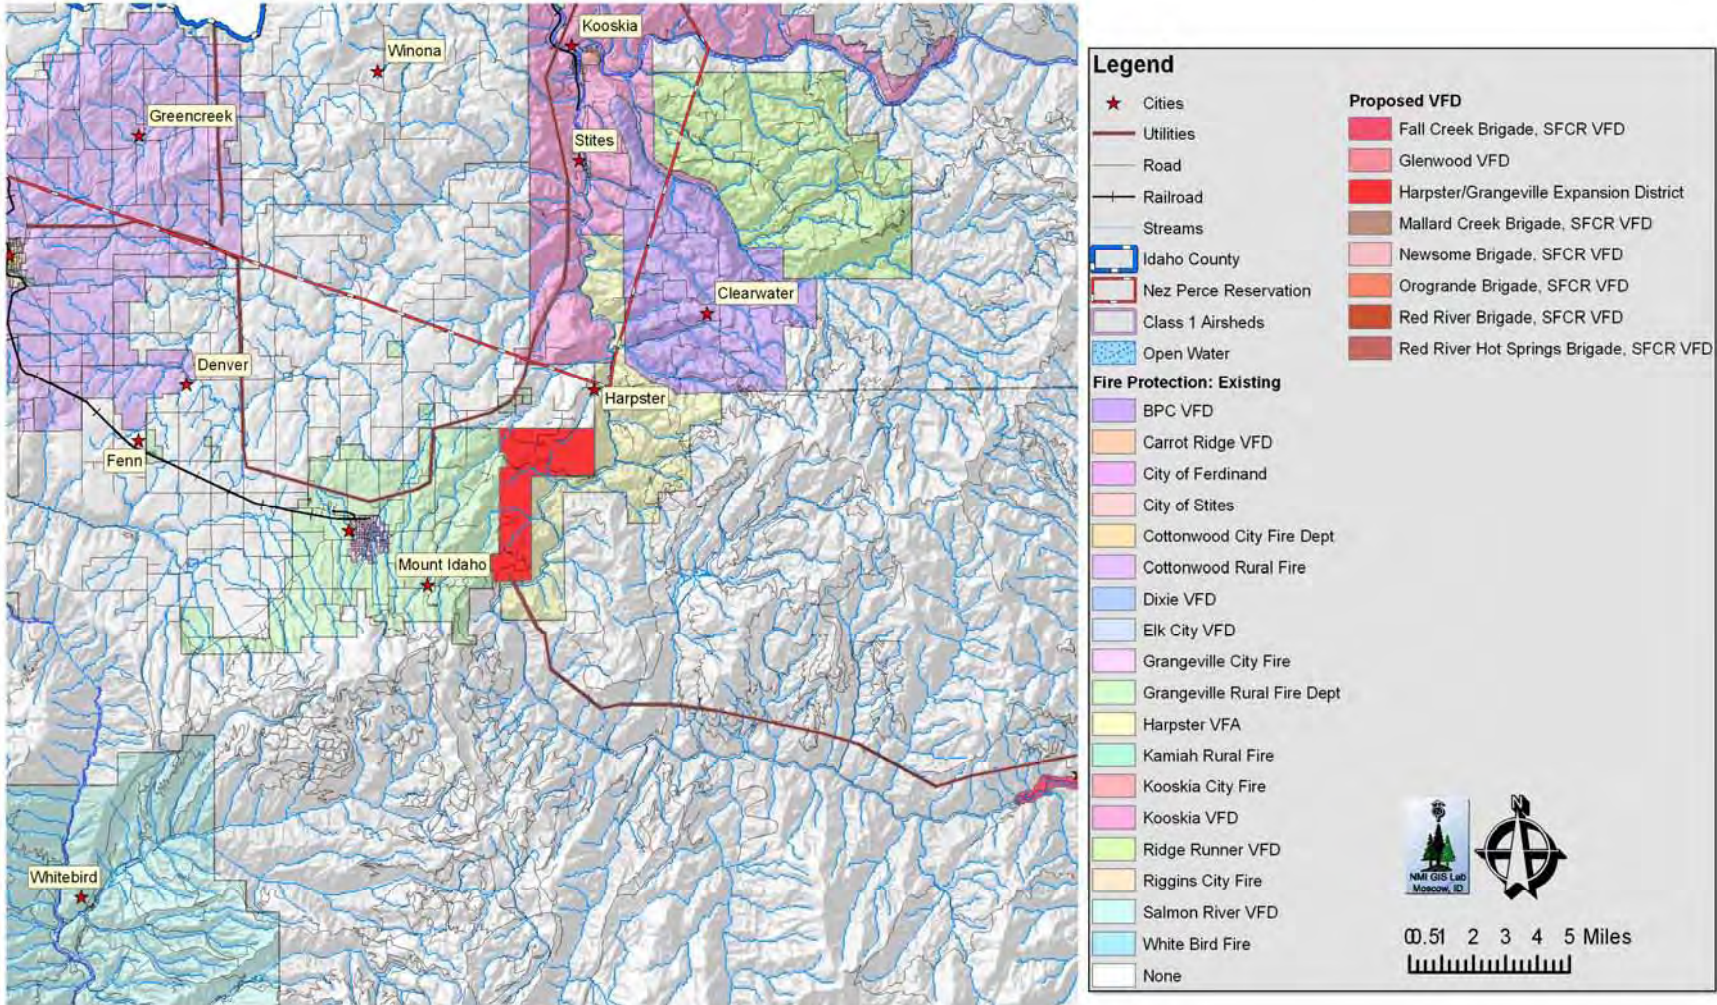 Kooskia
Winona
Greencreek
Stites
Clearwater
Denver
Harpster
Fenn
Mount Idaho
Whitebird
Legend
Cities
Utilities
Road
Railroad
Streams
Idaho County
Nez Perce Reservation
Class 1 Airsheds
Open Water
Fire Protection: Existing
BPC VFD
Carrot Ridge VFD
City of Ferdinand
City of Stites
Cottonwood City Fire Dept
Cottonwood Rural Fire
Dixie VFD
Elk City VFD
Grangeville City Fire
Grangeville Rural Fire Dept
Harpster VFA
Kamiah Rural Fire
Kooskia City Fire
Kooskia VFD
Ridge Runner VFD
Riggins City Fire
Salmon River VFD
White Bird Fire
None
Proposed VFD
Fall Creek Brigade, SFCR VFD
Glenwood VFD
Harpster/Grangeville Expansion District
Mallard Creek Brigade, SFCR VFD
Newsome Brigade, SFCR VFD
Orogrande Brigade, SFCR VFD
Red River Brigade, SFCR VFD
Red River Hot Springs Brigade, SFCR VFD
NMI GIS Lab
Moscow, ID
N
0 0.5 1 2 3 4 5 Miles